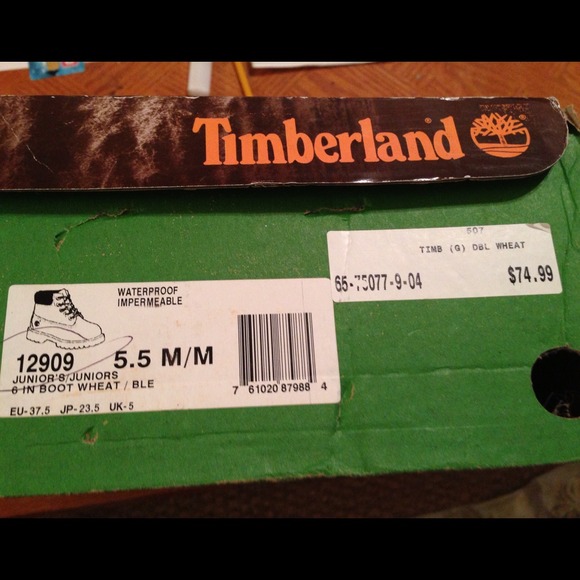 Timberland
507
TIMB (G) DBL WHEAT
65-75077-9-04 $74.99
WATERPROOF
IMPERMEABLE
12909 5.5 M/M
JUNIOR'S/JUNIORS
6 IN BOOT WHEAT / BLE
7 61020 87988 4
EU-37.5 JP-23.5 UK-5